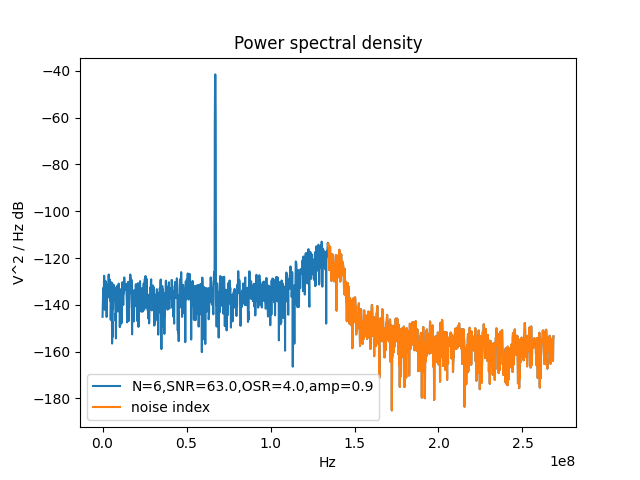 Power spectral density
V^2 / Hz dB
−40
−60
−80
−100
−120
−140
−160
−180
N=6,SNR=63.0,OSR=4.0,amp=0.9
noise index
0.0 0.5 1.0 1.5 2.0 2.5
1e8
Hz